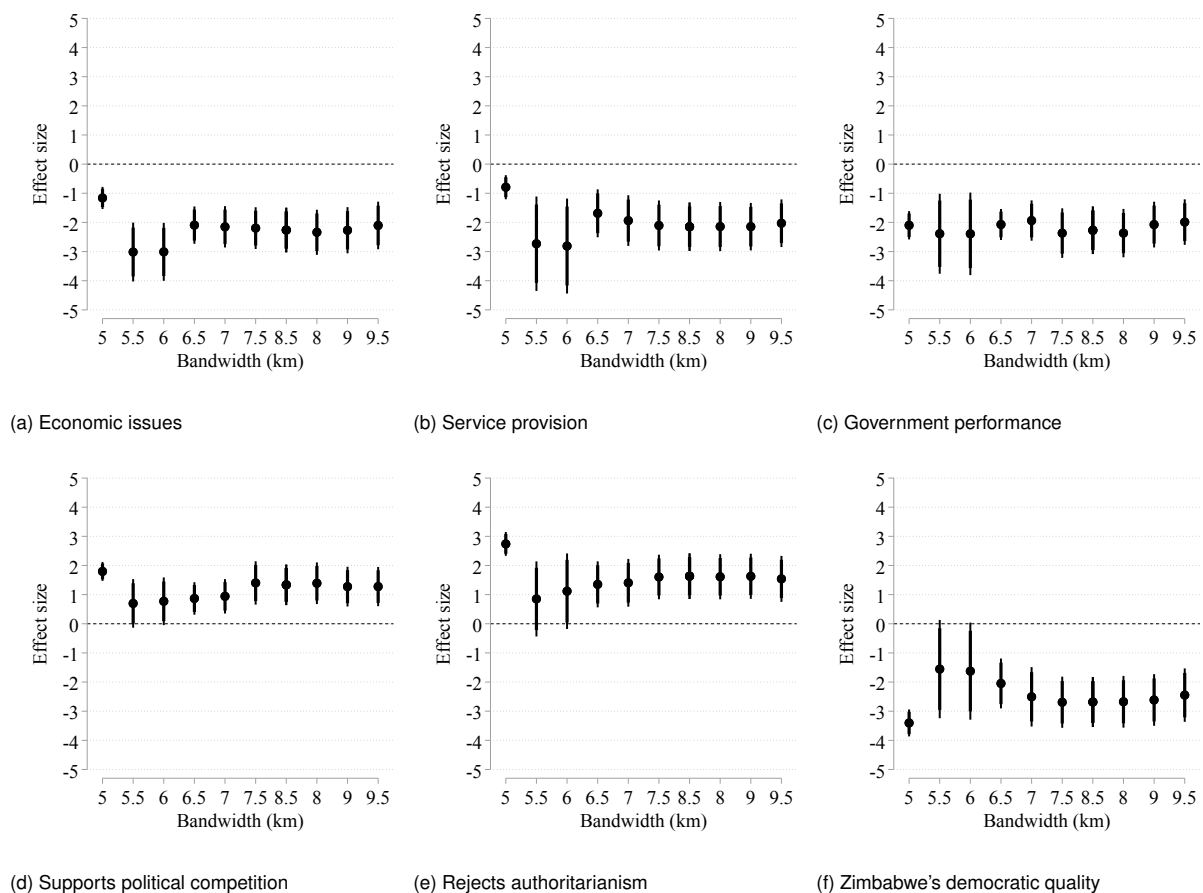 5
4
3
2
1
0
-1
-2
-3
-4
-5
Effect size
5 5.5 6 6.5 7 7.5 8.5 8 9 9.5
Bandwidth (km)
(a) Economic issues
5
4
3
2
1
0
-1
-2
-3
-4
-5
Effect size
5 5.5 6 6.5 7 7.5 8.5 8 9 9.5
Bandwidth (km)
(b) Service provision
5
4
3
2
1
0
-1
-2
-3
-4
-5
Effect size
5 5.5 6 6.5 7 7.5 8.5 8 9 9.5
Bandwidth (km)
(c) Government performance
5
4
3
2
1
0
-1
-2
-3
-4
-5
Effect size
5 5.5 6 6.5 7 7.5 8.5 8 9 9.5
Bandwidth (km)
(d) Supports political competition
5
4
3
2
1
0
-1
-2
-3
-4
-5
Effect size
5 5.5 6 6.5 7 7.5 8.5 8 9 9.5
Bandwidth (km)
(e) Rejects authoritarianism
5
4
3
2
1
0
-1
-2
-3
-4
-5
Effect size
5 5.5 6 6.5 7 7.5 8.5 8 9 9.5
Bandwidth (km)
(f) Zimbabwe's democratic quality